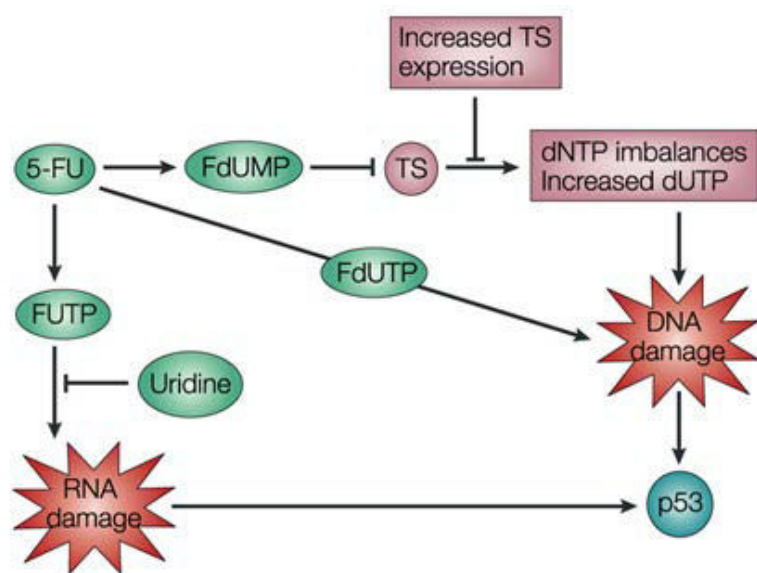 Increased TS
expression
5-FU
FdUMP
TS
dNTP imbalances
Increased dUTP
FdUTP
FUTP
DNA
damage
Uridine
RNA
damage
p53